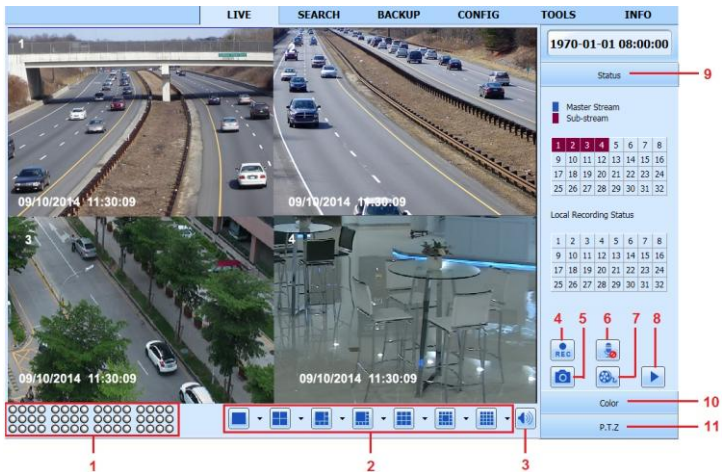 LIVE SEARCH BACKUP CONFIG TOOLS INFO
1
1970-01-01 08:00:00
Status
9
Master Stream
Sub-stream
1 2 3 4 5 6 7 8
9 10 11 12 13 14 15 16
17 18 19 20 21 22 23 24
25 26 27 28 29 30 31 32
09/10/2014 11:30:09
09/10/2014 11:30:09
Local Recording Status
1 2 3 4 5 6 7 8
9 10 11 12 13 14 15 16
17 18 19 20 21 22 23 24
25 26 27 28 29 30 31 32
3
4
09/10/2014 11:30:09
09/10/2014 11:30:09
4 5 6 7 8
REC
Color
10
P.T.Z
11
1
2
3